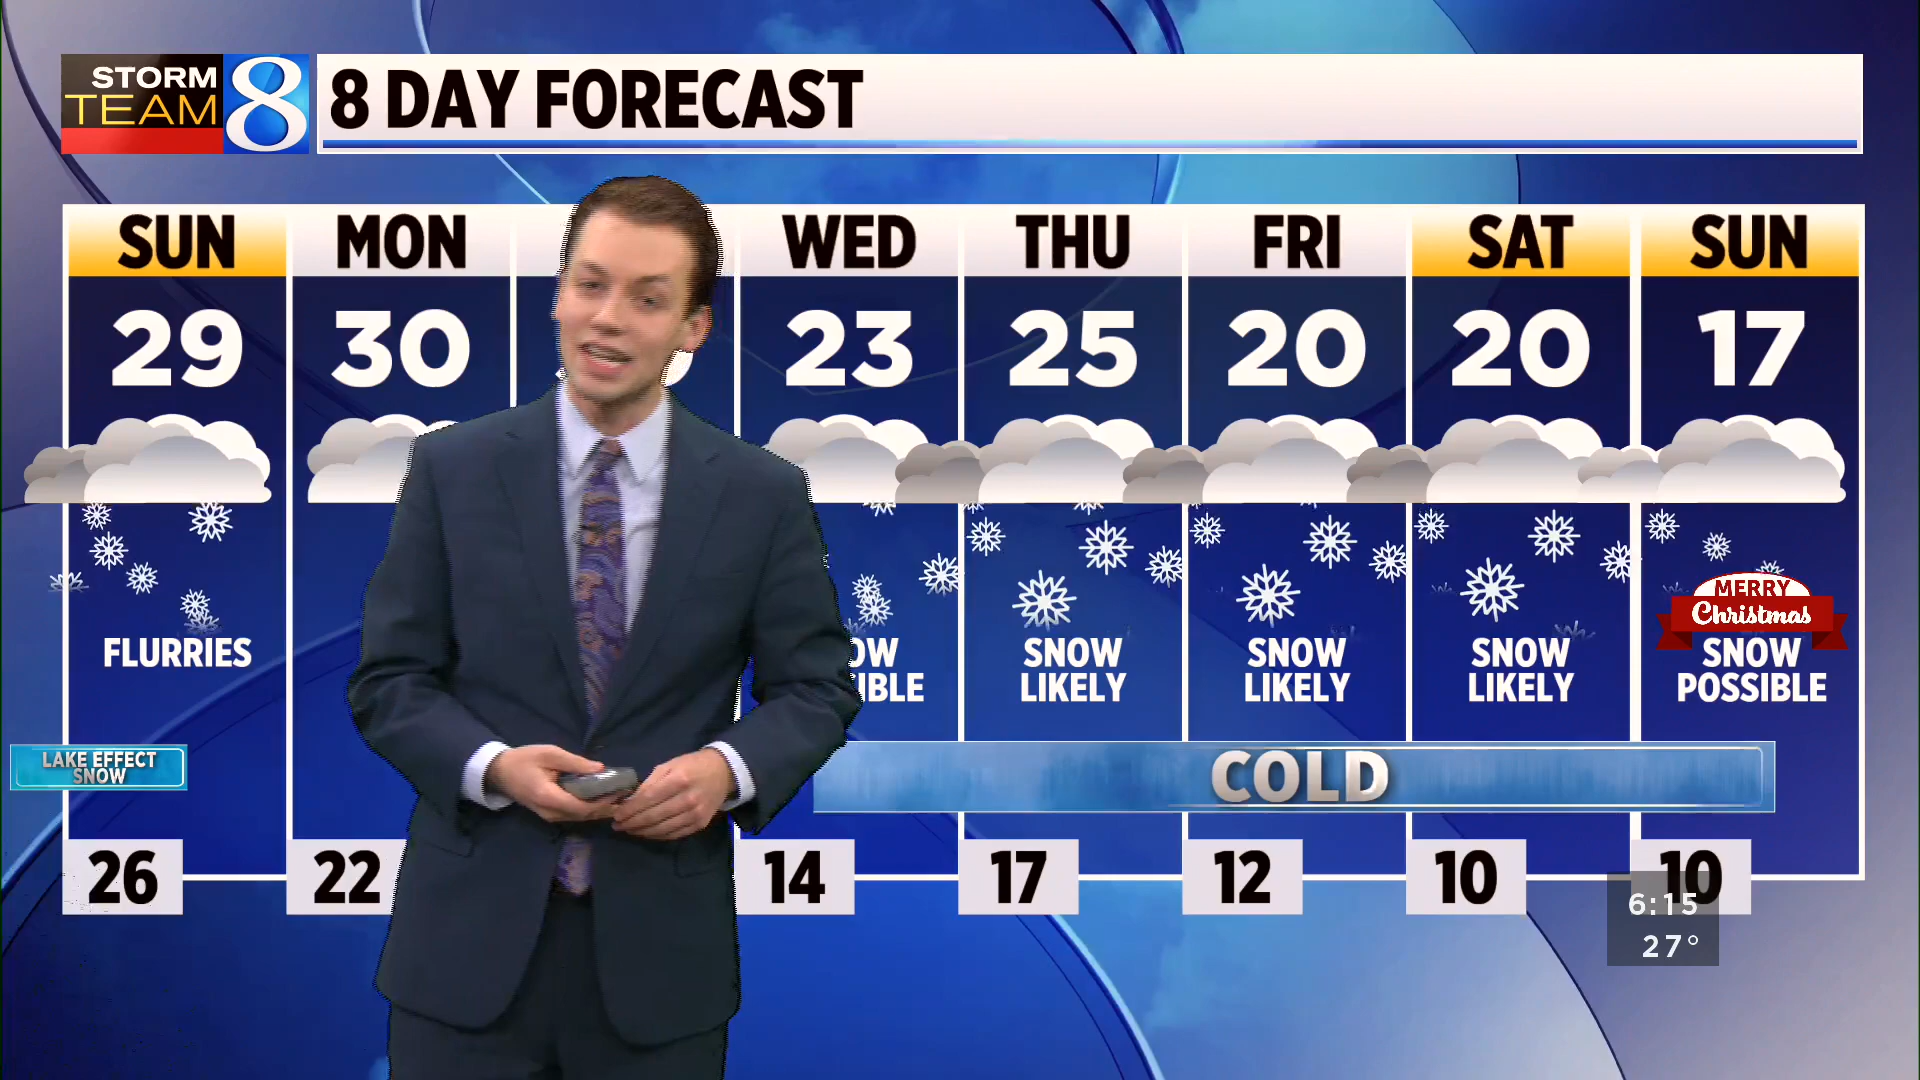 STORM
TEAM
8
8 DAY FORECAST
SUN
MON
WED
THU
FRI
SAT
SUN
29
30
23
25
20
20
17
MERRY
Christmas
FLURRIES
OW
IBLE
SNOW
LIKELY
SNOW
LIKELY
SNOW
LIKELY
SNOW
POSSIBLE
LAKE EFFECT
SNOW
COLD
26
22
14
17
12
10
10
6:15
27°